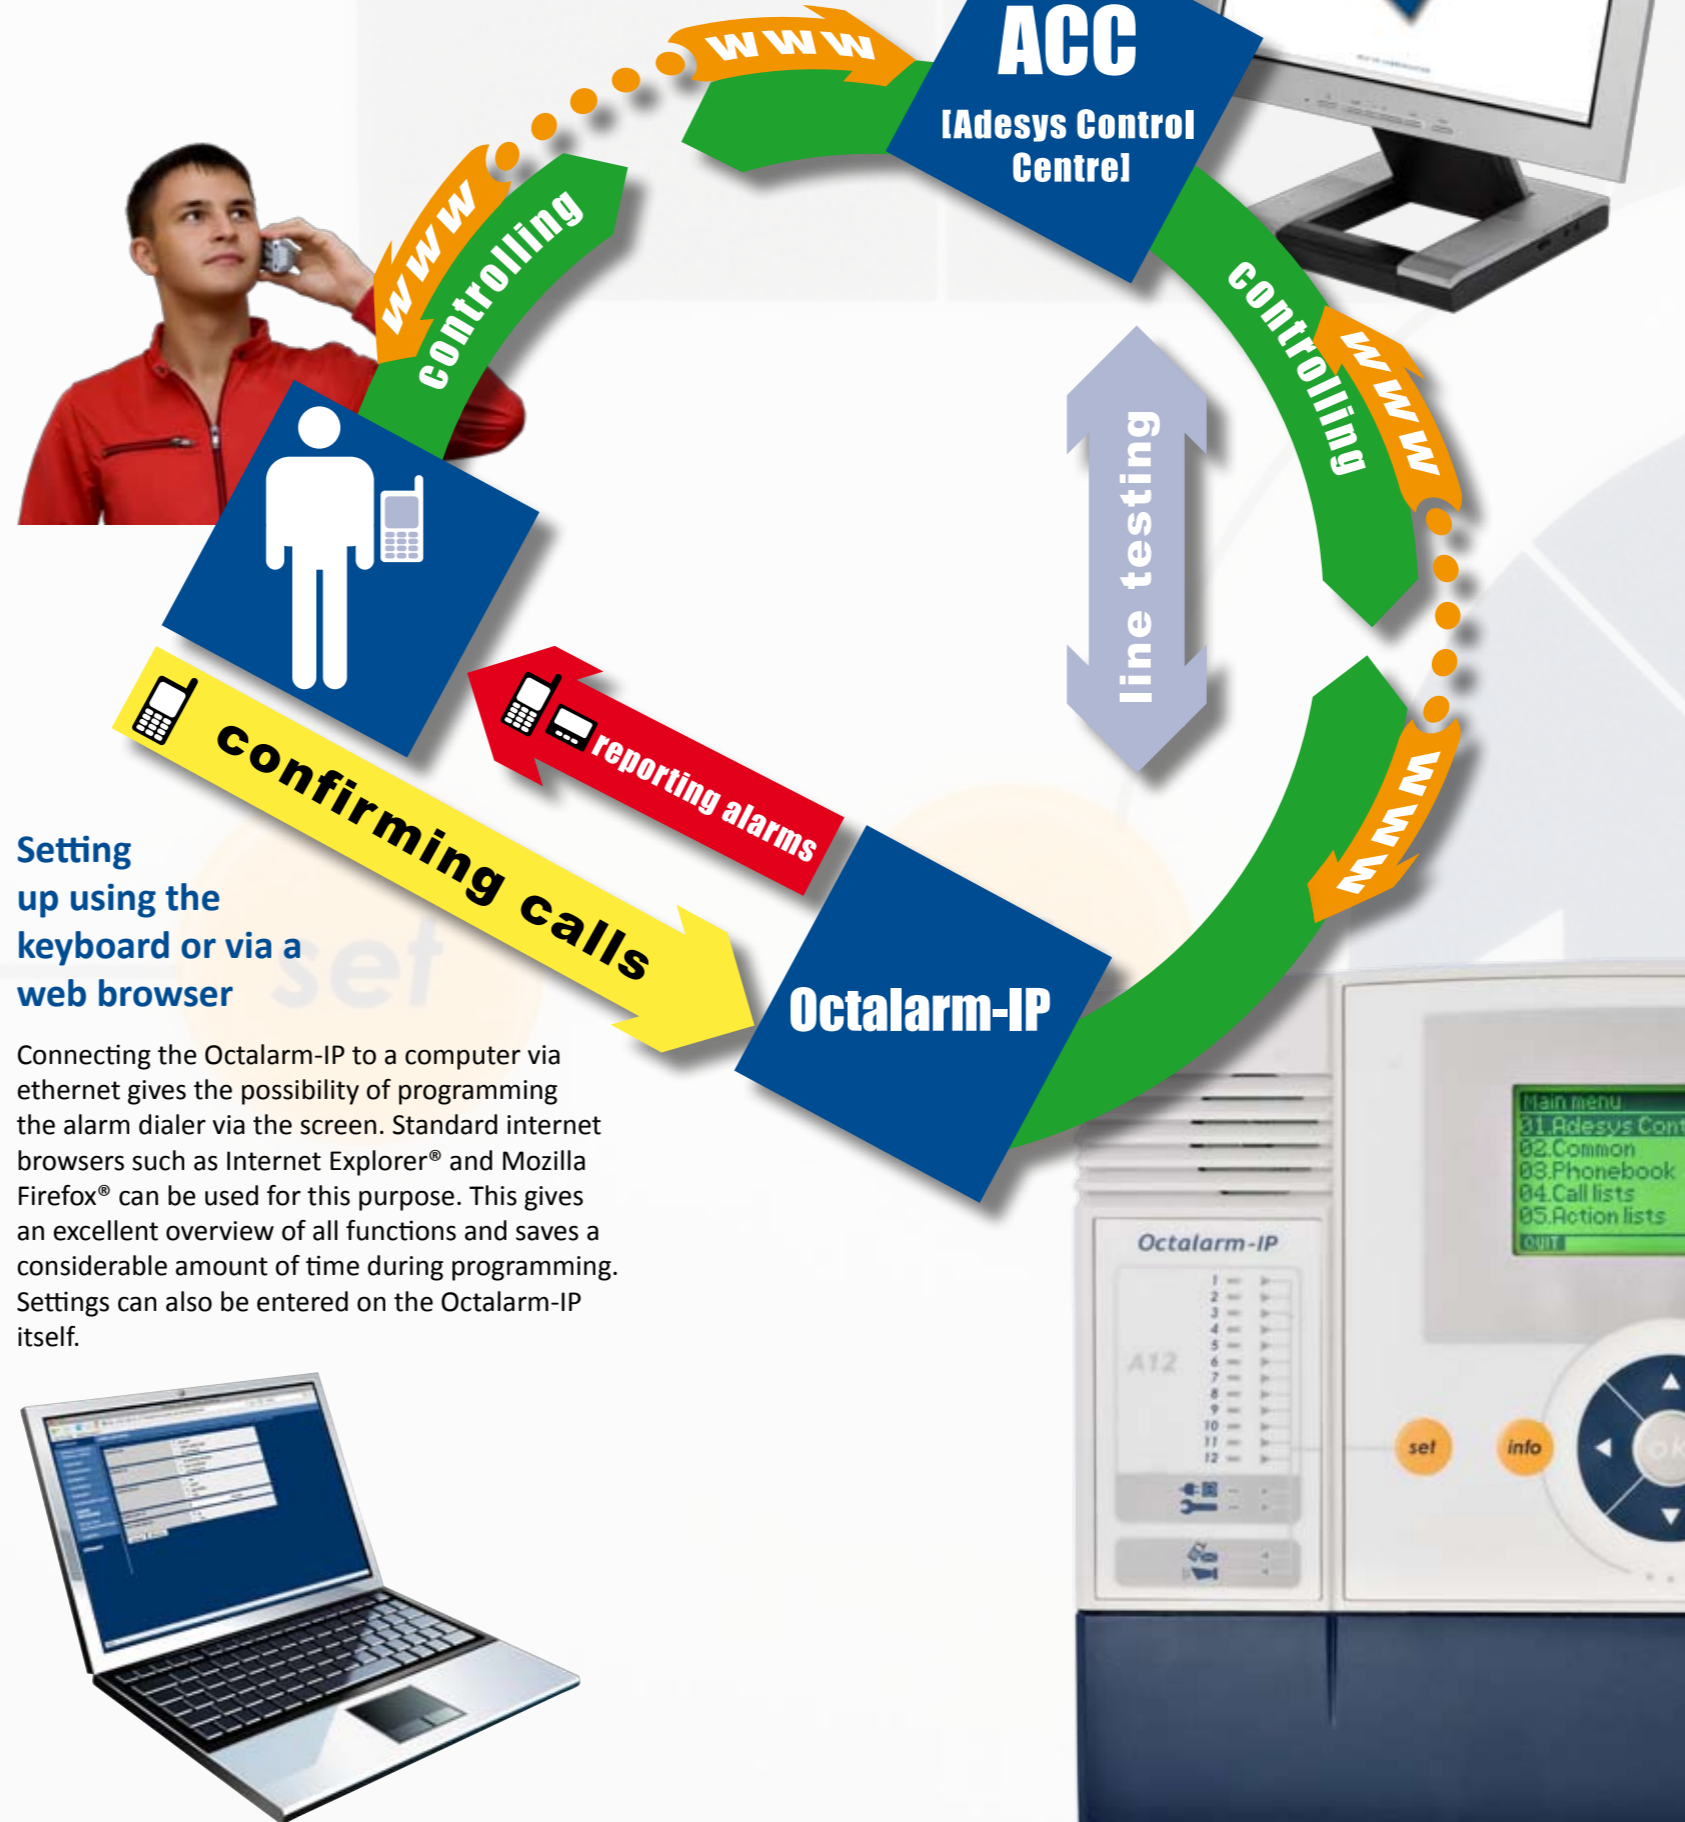 www
ACC
[Adesys Control
Centre]
www
controlling
controlling
www
line testing
reporting alarms
confirming calls
www
Octalarm-IP
Setting
up using the
keyboard or via a
web browser
set
Connecting the Octalarm-IP to a computer via
ethernet gives the possibility of programming
the alarm dialer via the screen. Standard internet
browsers such as Internet Explorer® and Mozilla
Firefox® can be used for this purpose. This gives
an excellent overview of all functions and saves a
considerable amount of time during programming.
Settings can also be entered on the Octalarm-IP
itself.
Main menu
01.Adesys Cont
02.Common
03.Phonebook
04.Call lists
05.Action lists
QUIT
Octalarm-IP
1
2
3
4
5
A12 6
7
8
9
10
11
12
set
info
ok